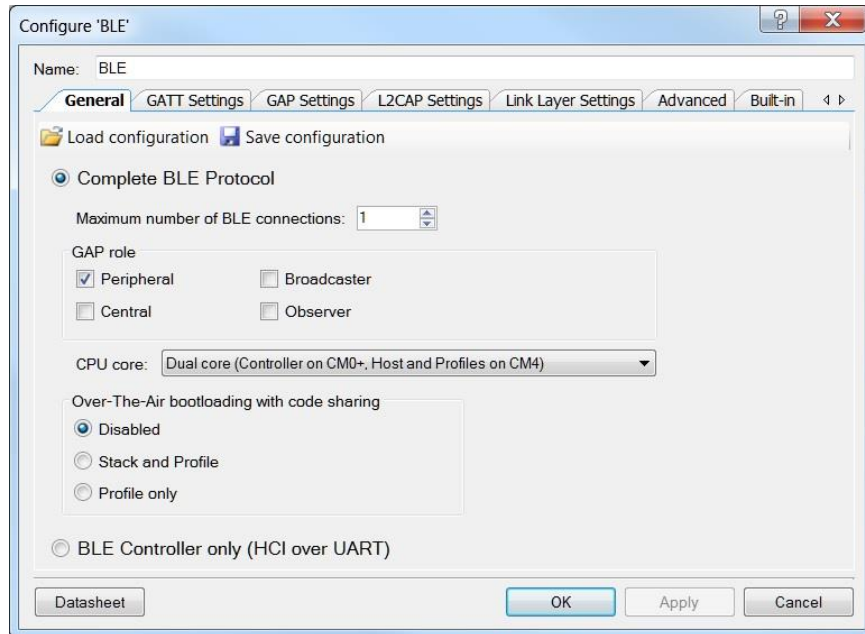 Configure 'BLE'
Name: BLE
General GATT Settings GAP Settings L2CAP Settings Link Layer Settings Advanced Built-in
Load configuration Save configuration
Complete BLE Protocol
Maximum number of BLE connections: 1
GAP role
Peripheral Broadcaster
Central Observer
CPU core: Dual core (Controller on CM0+, Host and Profiles on CM4)
Over-The-Air bootloading with code sharing
Disabled
Stack and Profile
Profile only
BLE Controller only (HCI over UART)
Datasheet OK Apply Cancel